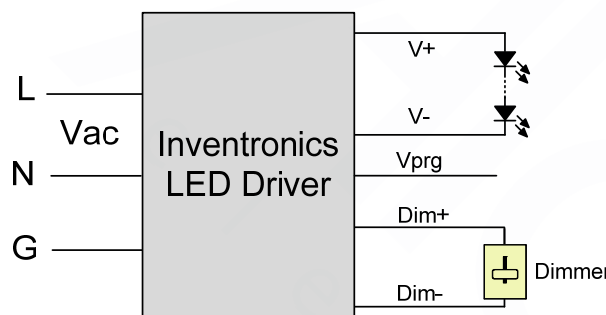 L
Vac
N
G
Inventronics
LED Driver
V+
V-
Vprg
Dim+
Dim-
Dimmer